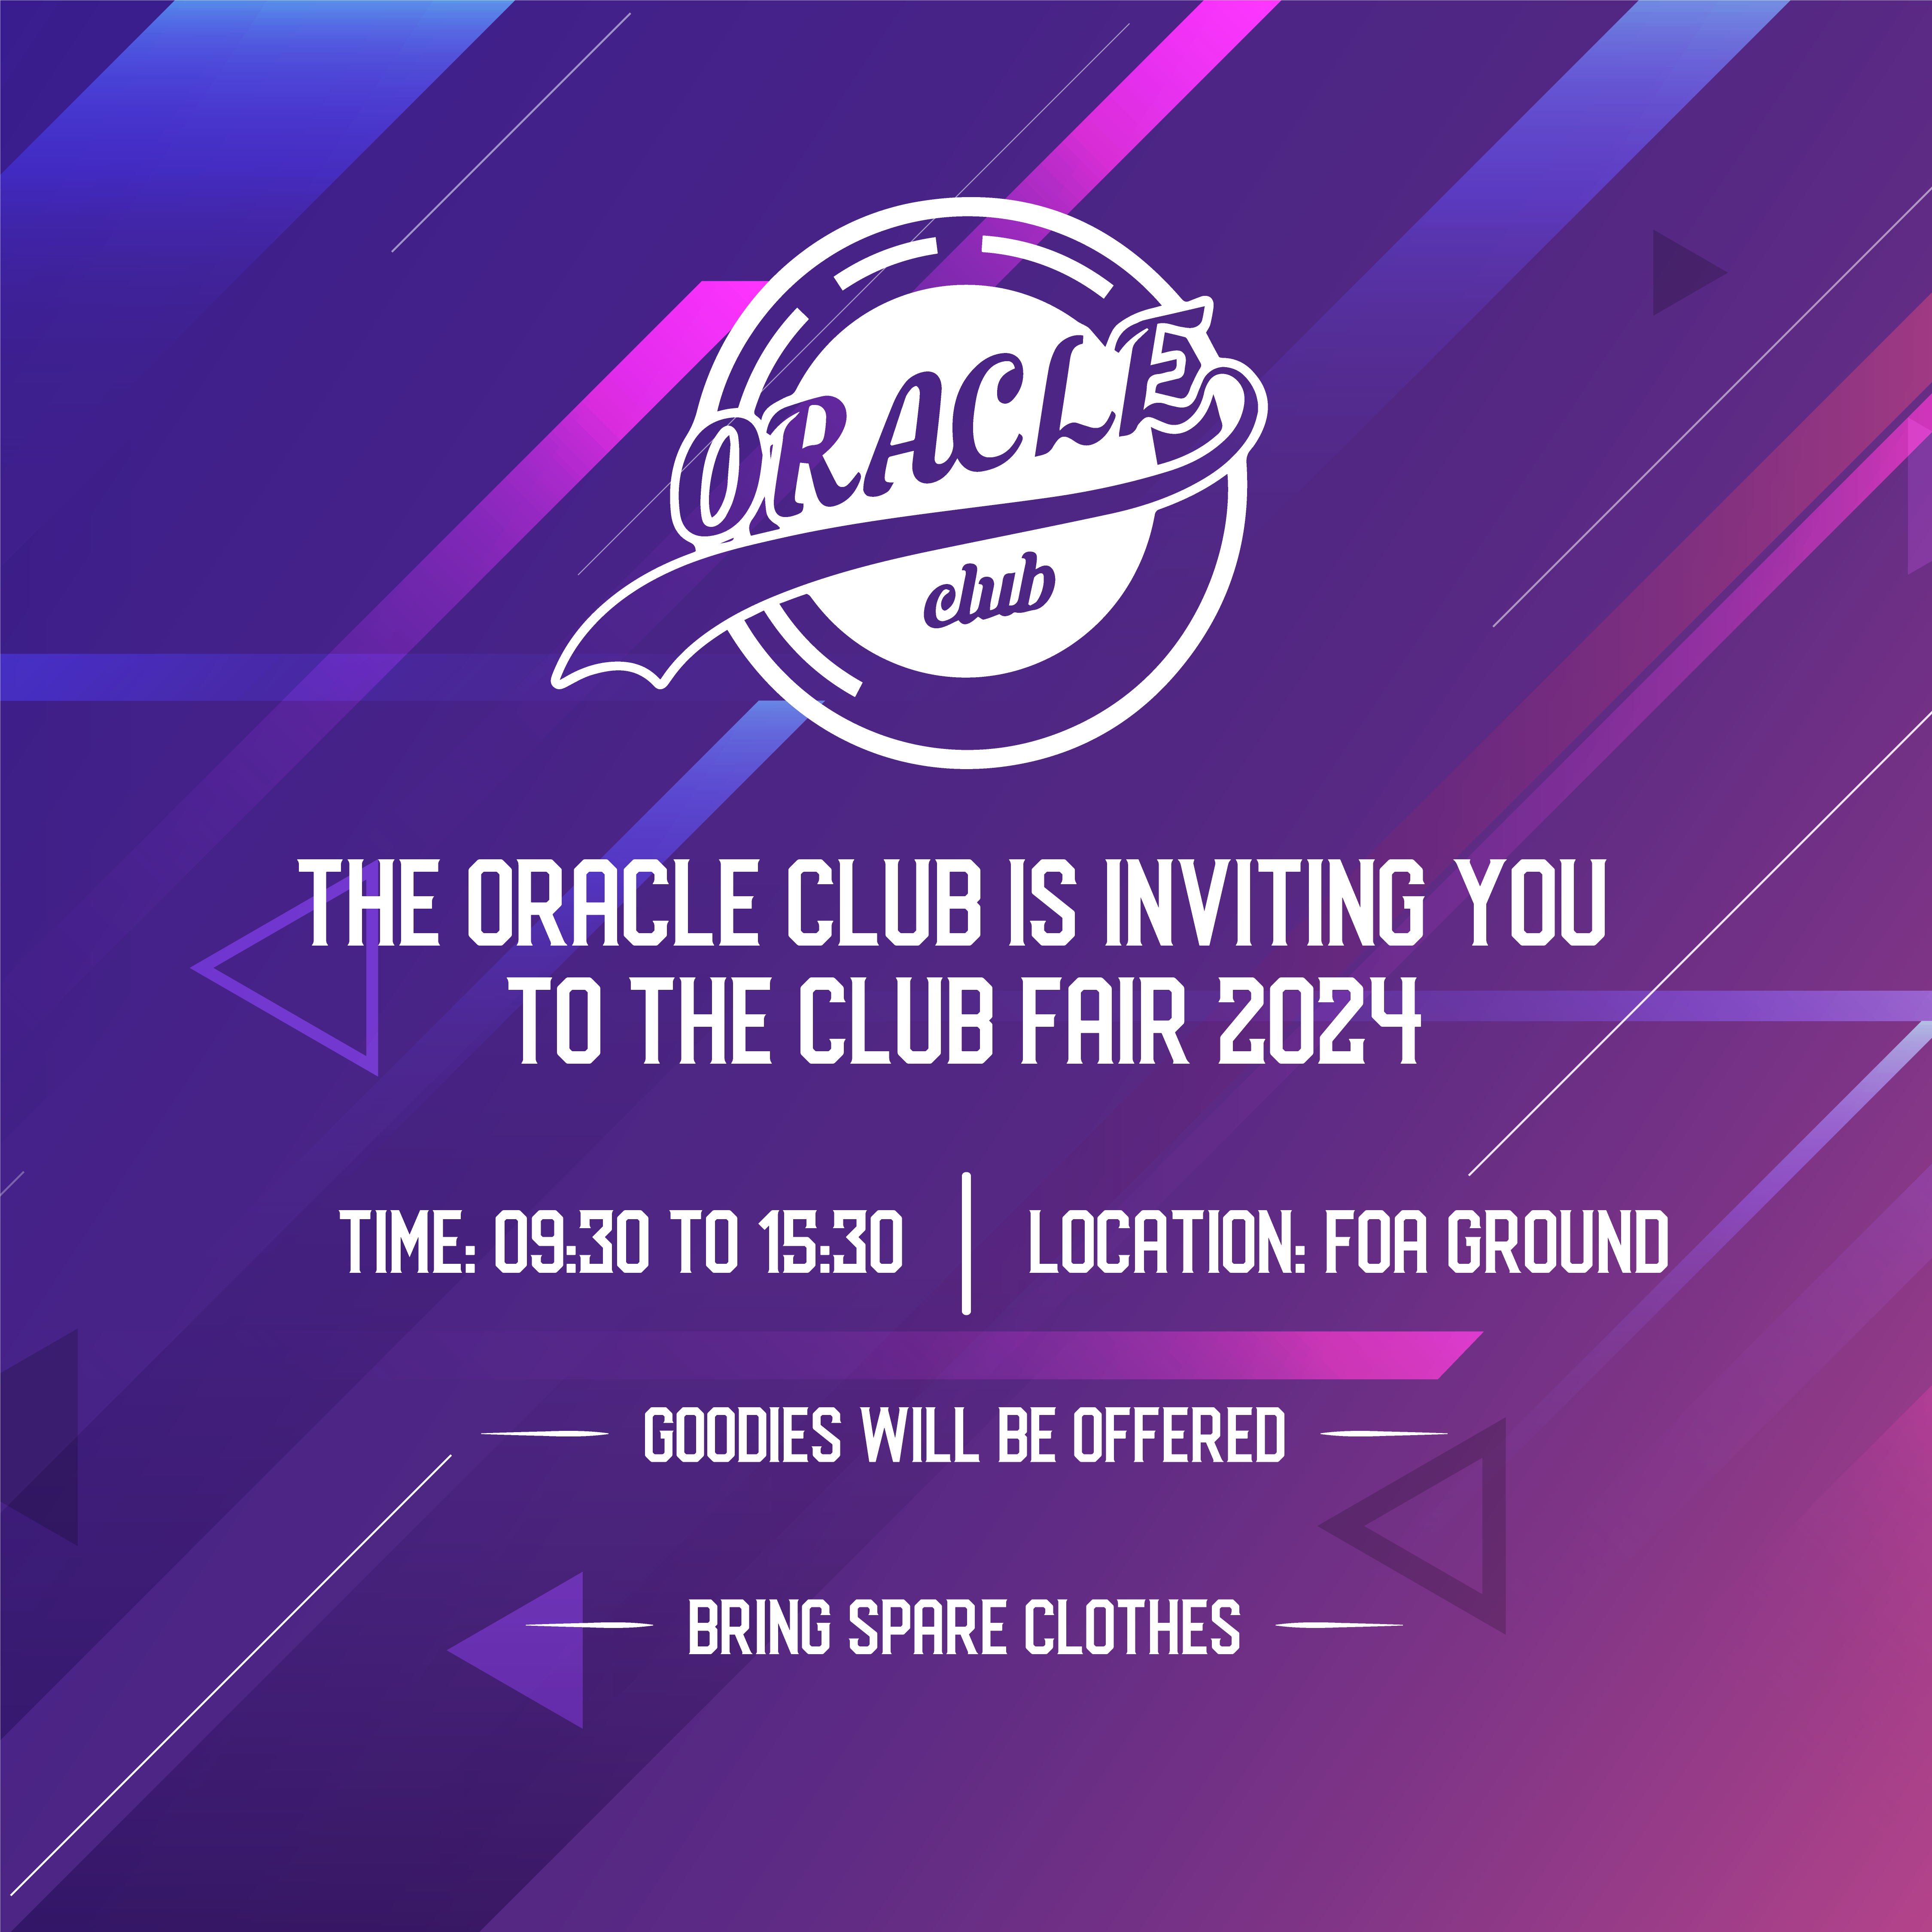 ORACLE
club
THE ORACLE CLUB IS INVITING YOU
TO THE CLUB FAIR 2024
TIME: 09:30 TO 15:30 | LOCATION: FOA GROUND
GOODIES WILL BE OFFERED
BRING SPARE CLOTHES